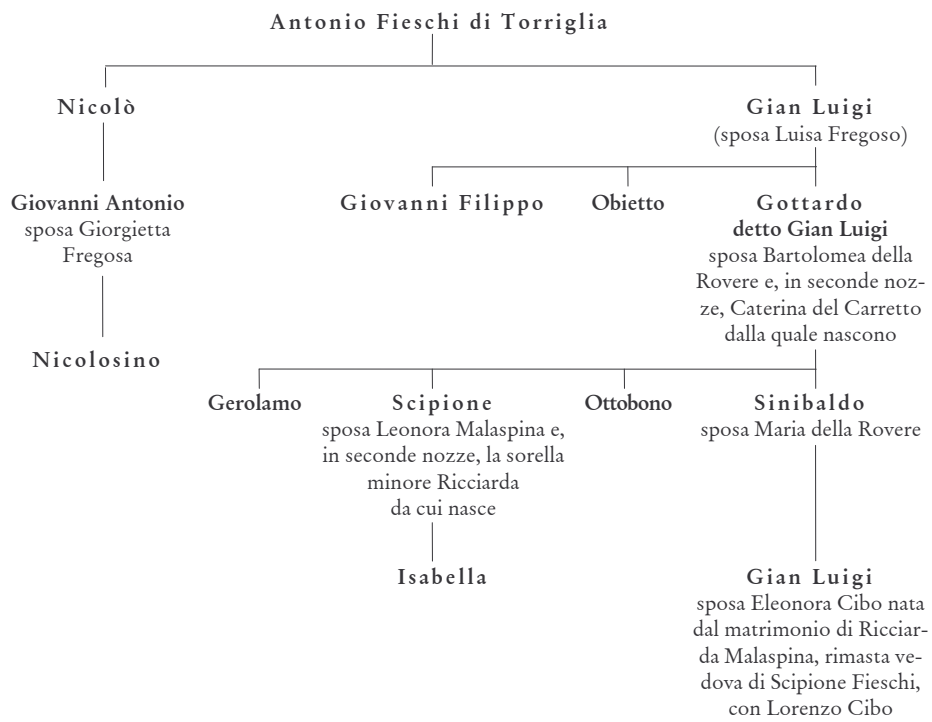 Antonio Fieschi di Torriglia
Nicolò
Gian Luigi
(sposa Luisa Fregoso)
Giovanni Antonio
sposa Giorgietta
Fregosa
Giovanni Filippo
Obietto
Gottardo
detto Gian Luigi
sposa Bartolomea della
Rovere e, in seconde noz-
ze, Caterina del Carretto
dalla quale nascono
Nicolosino
Gerolamo
Scipione
sposa Leonora Malaspina e,
in seconde nozze, la sorella
minore Ricciarda
da cui nasce
Ottobono
Sinibaldo
sposa Maria della Rovere
Isabella
Gian Luigi
sposa Eleonora Cibo nata
dal matrimonio di Ricciar-
da Malaspina, rimasta ve-
dova di Scipione Fieschi,
con Lorenzo Cibo